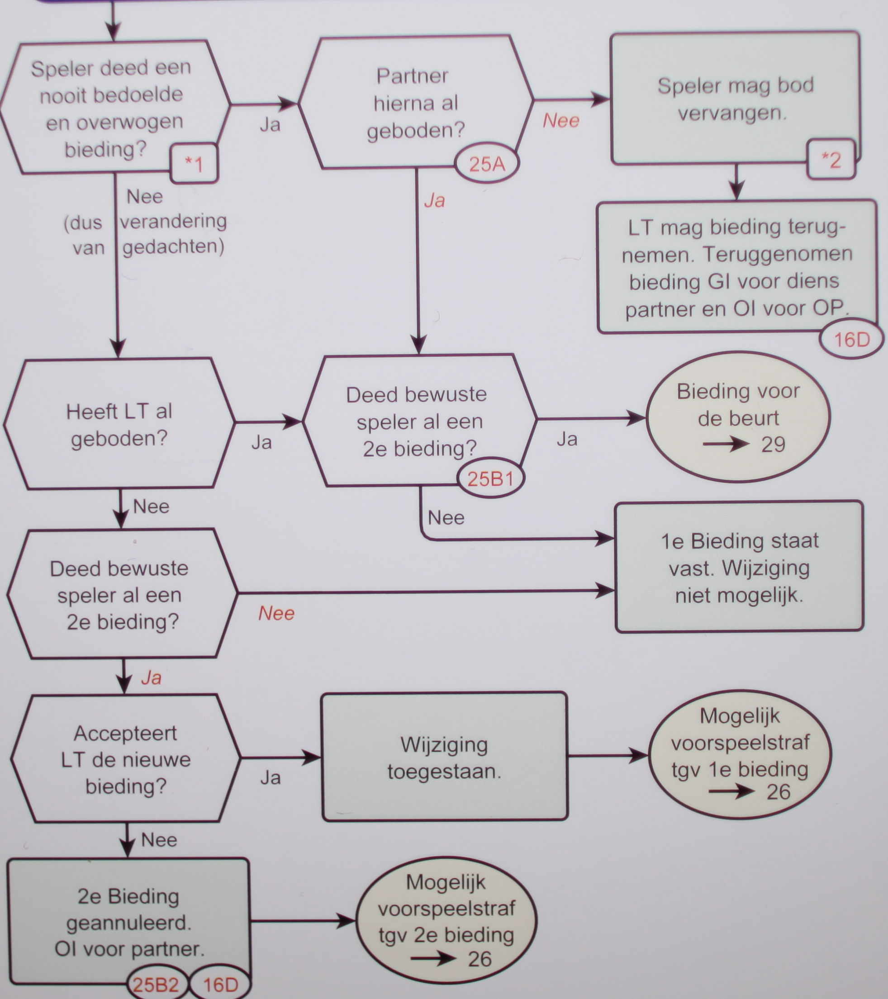 Speler deed een
nooit bedoelde
en overwogen
bieding?
*1
Ja
Partner
hierna al
geboden?
25A
Nee
Speler mag bod
vervangen.
*2
Nee
(dus verandering
van gedachten)
Ja
LT mag bieding terug-
nemen. Teruggenomen
bieding GI voor diens
partner en OI voor OP.
16D
Heeft LT al
geboden?
Ja
Deed bewuste
speler al een
2e bieding?
25B1
Ja
Bieding voor
de beurt
→ 29
Nee
Nee
1e Bieding staat
vast. Wijziging
niet mogelijk.
Deed bewuste
speler al een
2e bieding?
Nee
Ja
Accepteert
LT de nieuwe
bieding?
Ja
Wijziging
toegestaan.
Mogelijk
voorspeelstraf
tgv 1e bieding
→ 26
Nee
2e Bieding
geannuleerd.
OI voor partner.
25B2 16D
Mogelijk
voorspeelstraf
tgv 2e bieding
→ 26